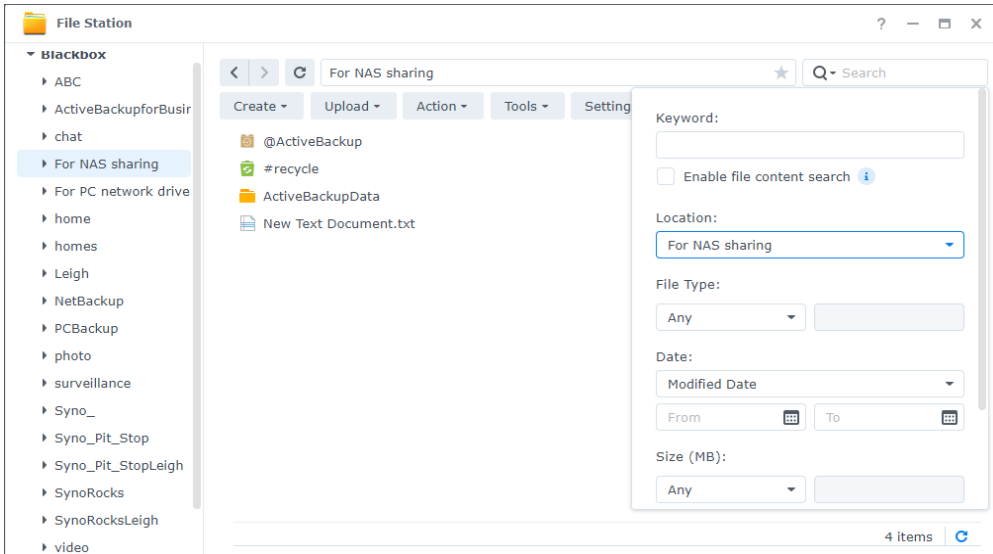 File Station
?
Blackbox
ABC
ActiveBackupforBusir
chat
For NAS sharing
For PC network drive
home
homes
Leigh
NetBackup
PCBackup
photo
surveillance
Syno_
Syno_Pit_Stop
Syno_Pit_StopLeigh
SynoRocks
SynoRocksLeigh
video
For NAS sharing
Search
Create
Upload
Action
Tools
Setting
@ActiveBackup
#recycle
ActiveBackupData
New Text Document.txt
Keyword:
Enable file content search
Location:
For NAS sharing
File Type:
Any
Date:
Modified Date
From
To
Size (MB):
Any
4 items